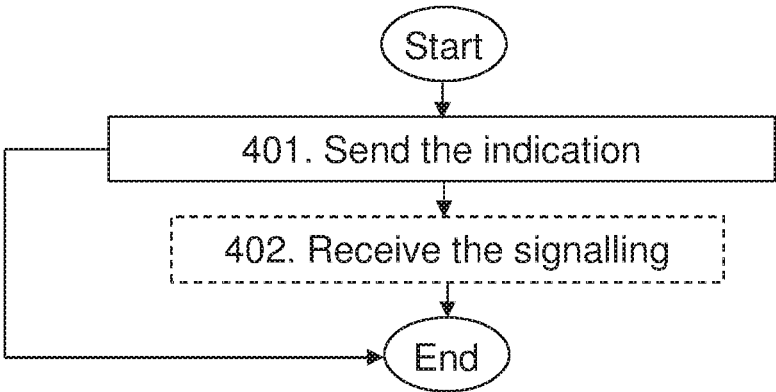 Start
401. Send the indication
402. Receive the signalling
End